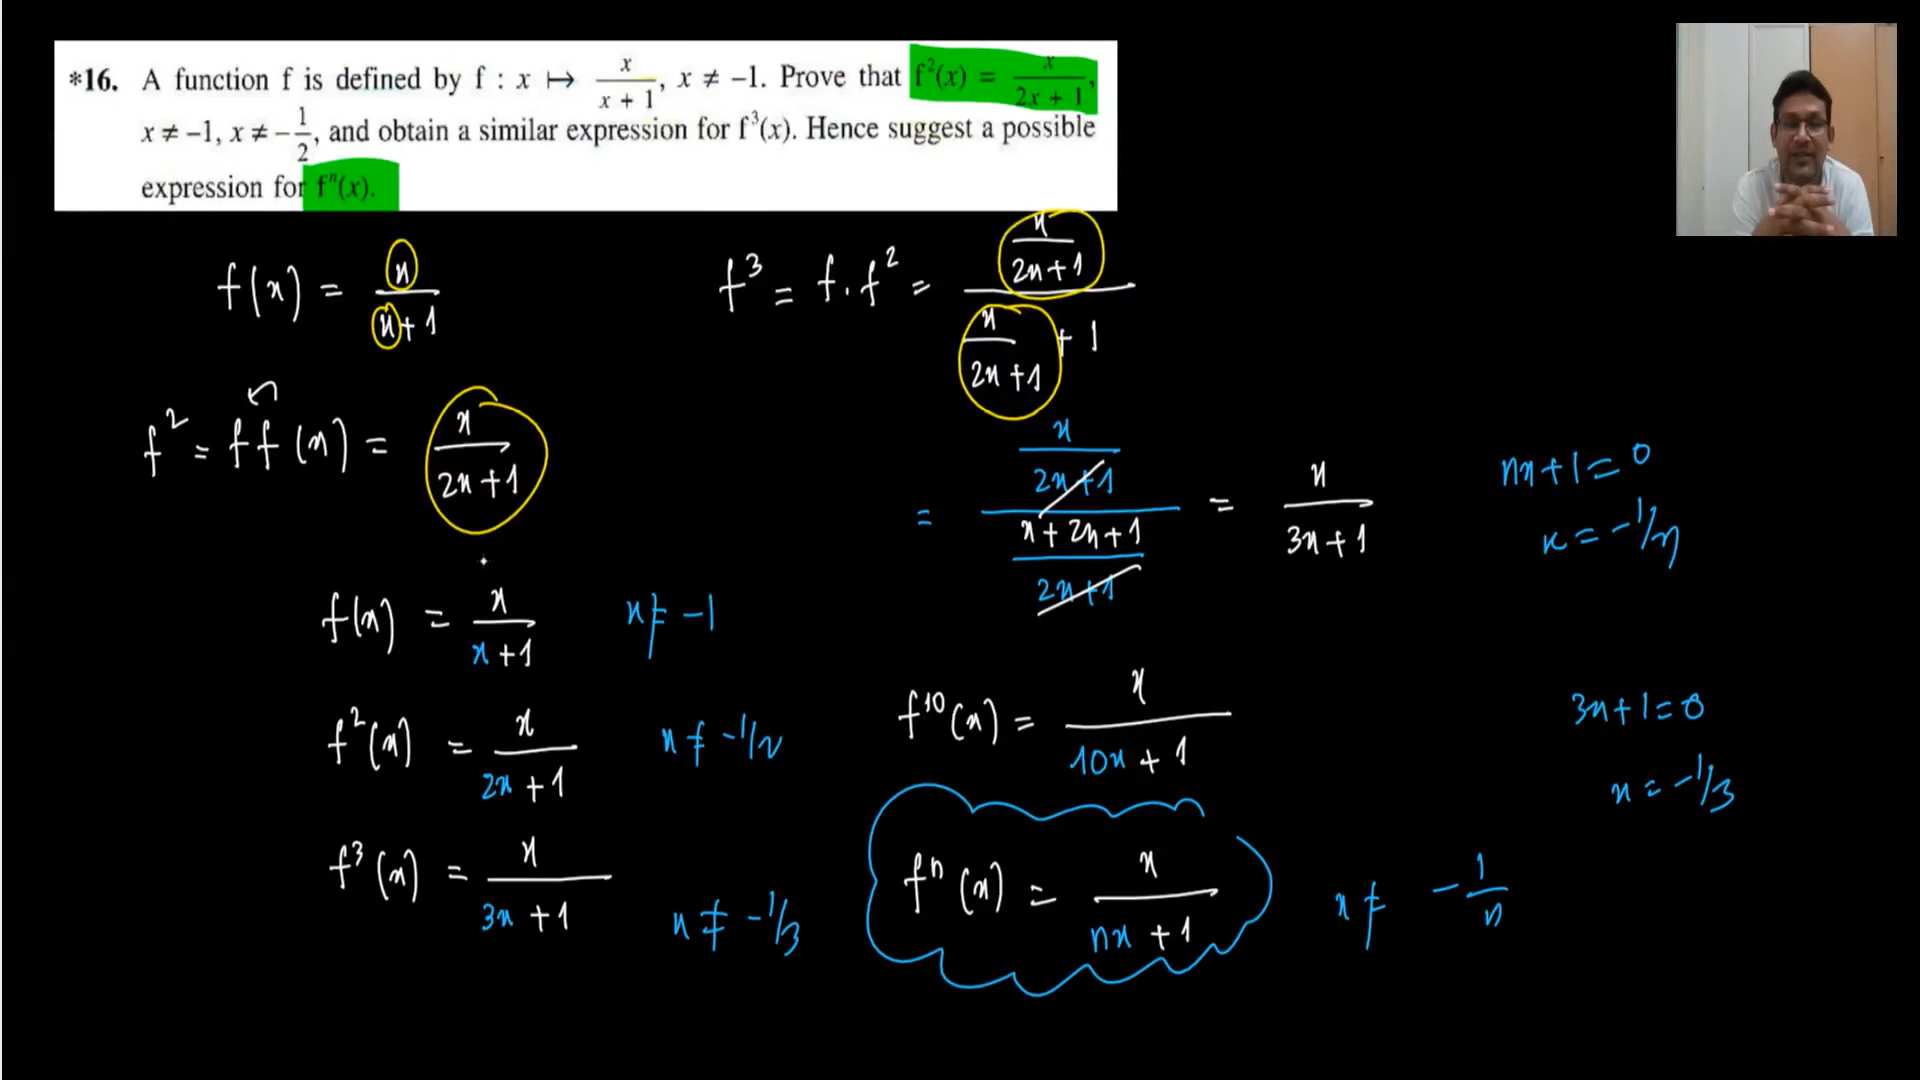 *16. A function f is defined by f : x ↦ x/(x + 1), x ≠ −1. Prove that f²(x) = x/(2x + 1),
x ≠ −1, x ≠ −1/2, and obtain a similar expression for f³(x). Hence suggest a possible
expression for fⁿ(x).
f(x) = x/(x+1)
f² = ff(x) = x/(2x+1)
f(x) = x/(x+1) x ≠ -1
f²(x) = x/(2x+1) x ≠ -1/2
f³(x) = x/(3x+1) x ≠ -1/3
f³ = f.f² = (x/(2x+1))/(x/(2x+1) + 1)
= (x/(2x+1))/((x+2x+1)/(2x+1)) = x/(3x+1)
nx+1=0
x = -1/n
f¹⁰(x) = x/(10x+1)
3x+1=0
x = -1/3
fⁿ(x) = x/(nx+1) x ≠ -1/n